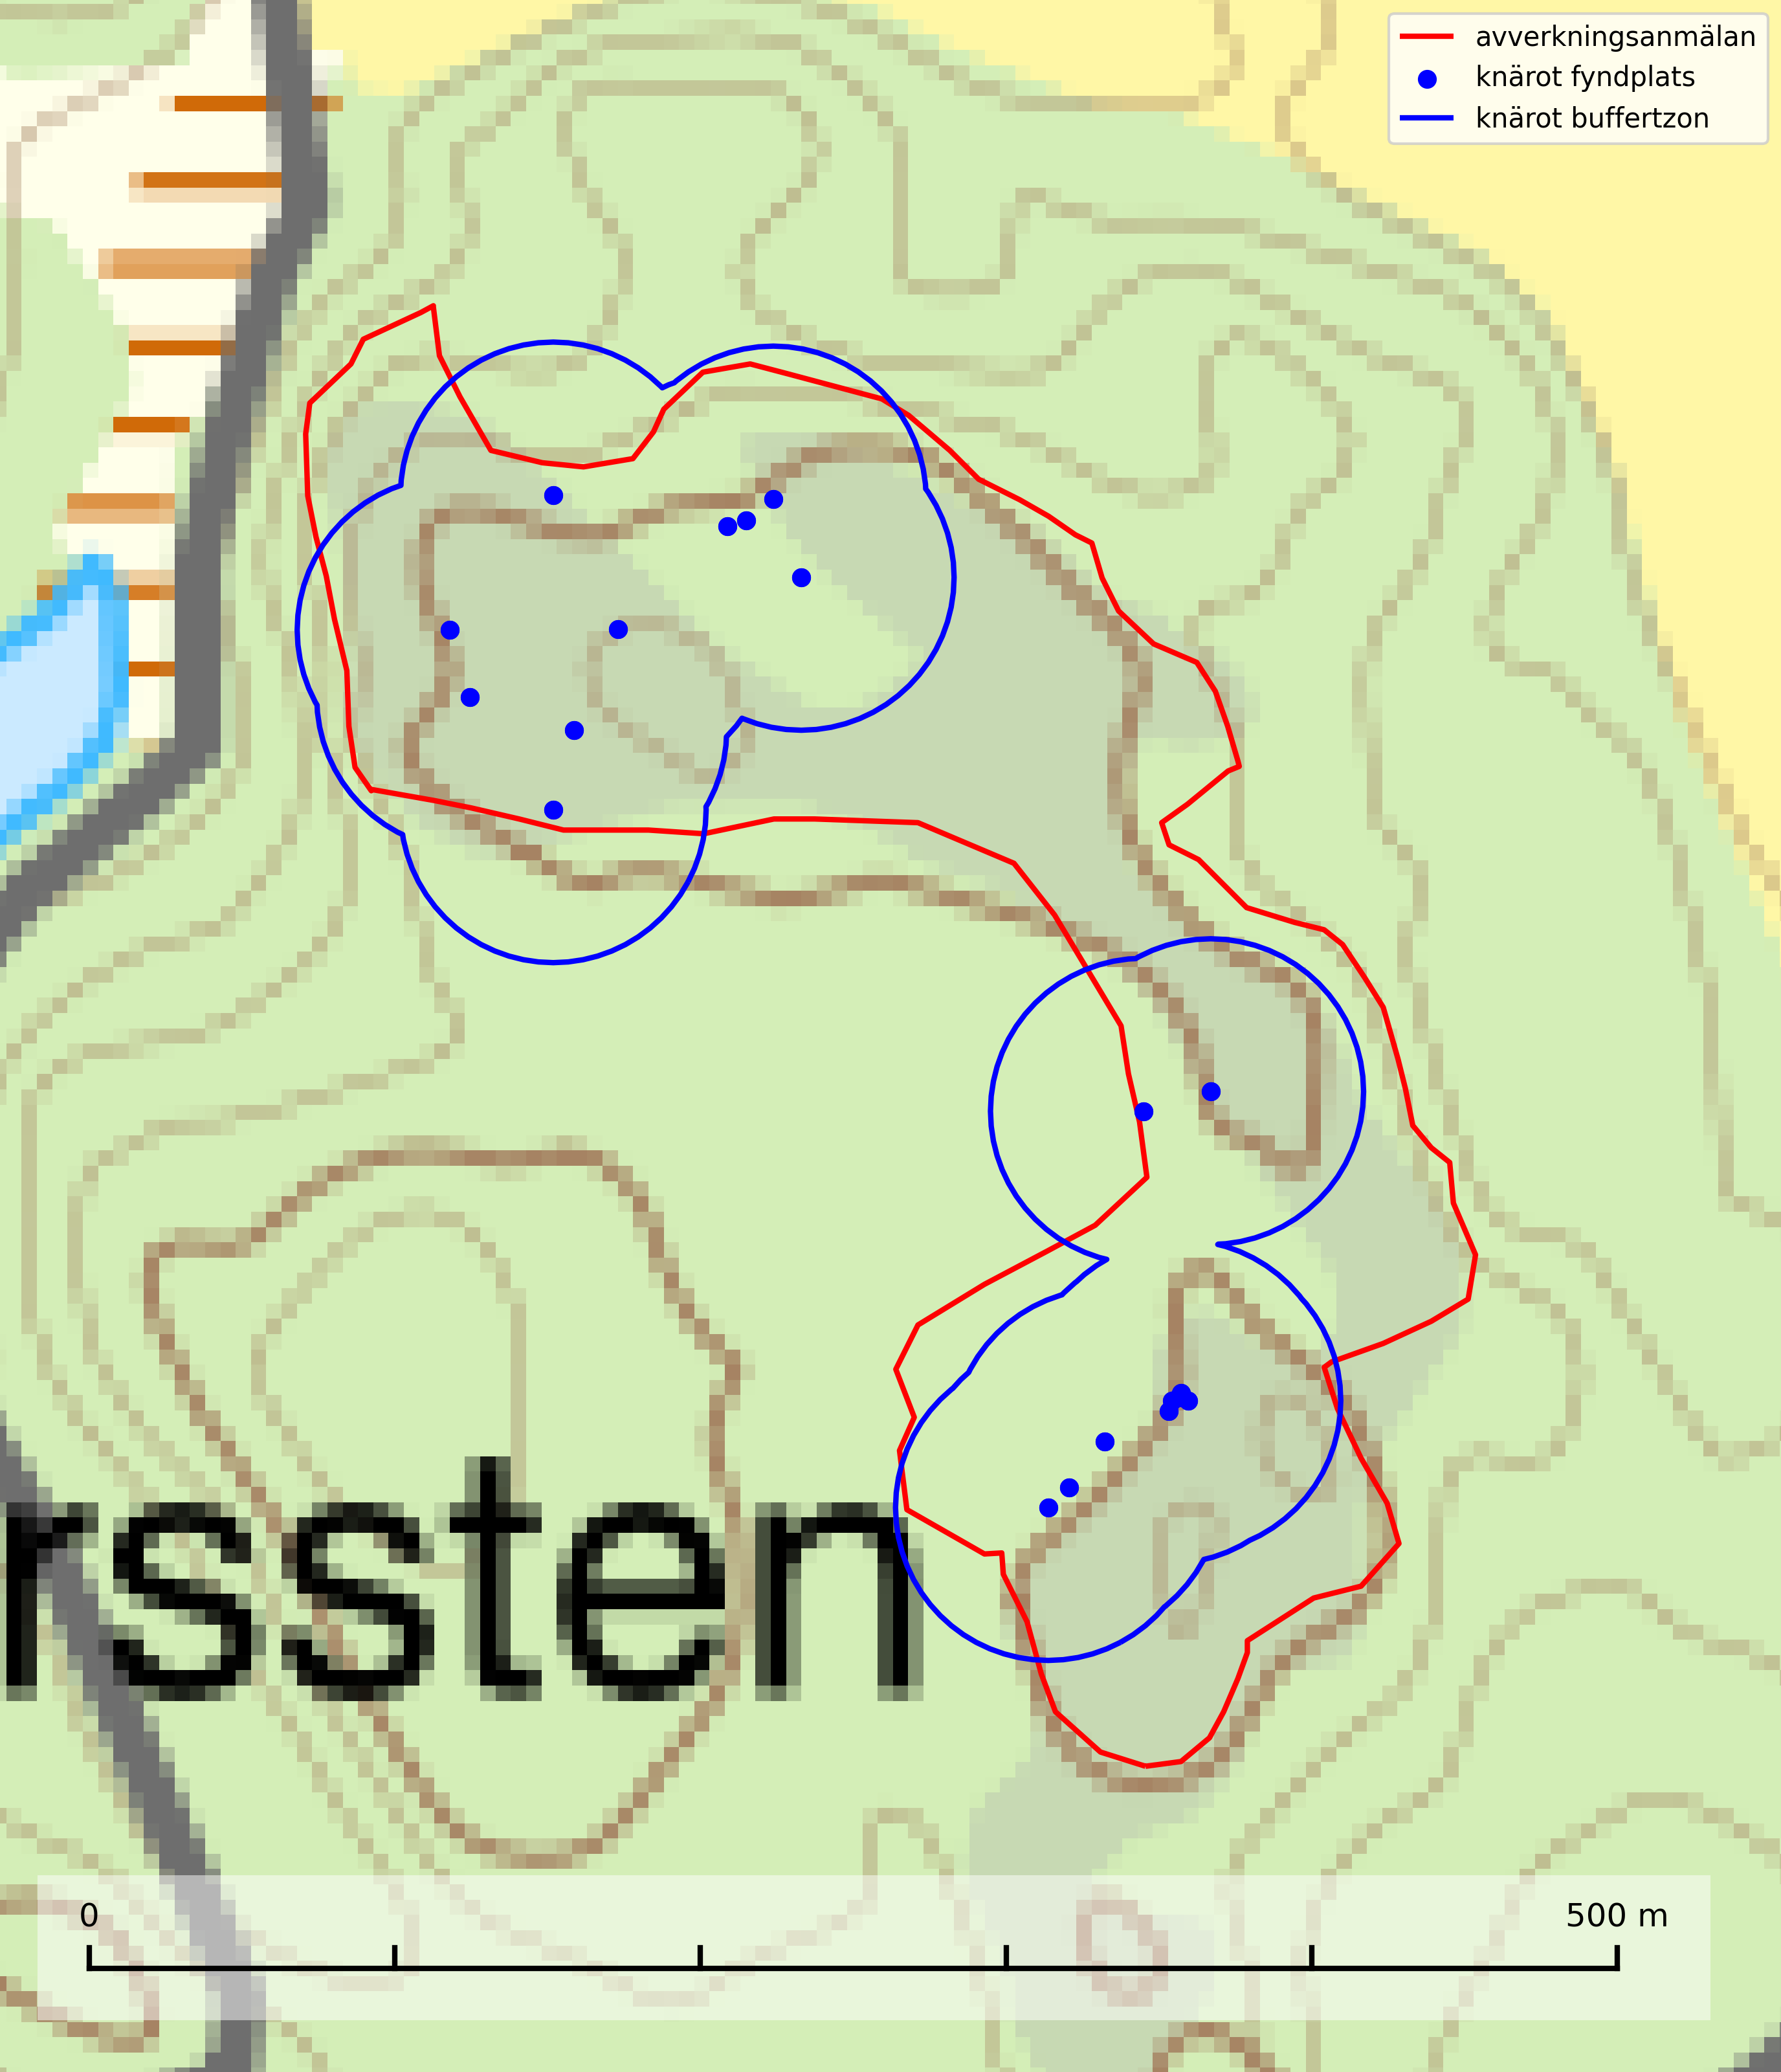 avverkningsanmälan
knärot fyndplats
knärot buffertzon
rssten
0 500 m